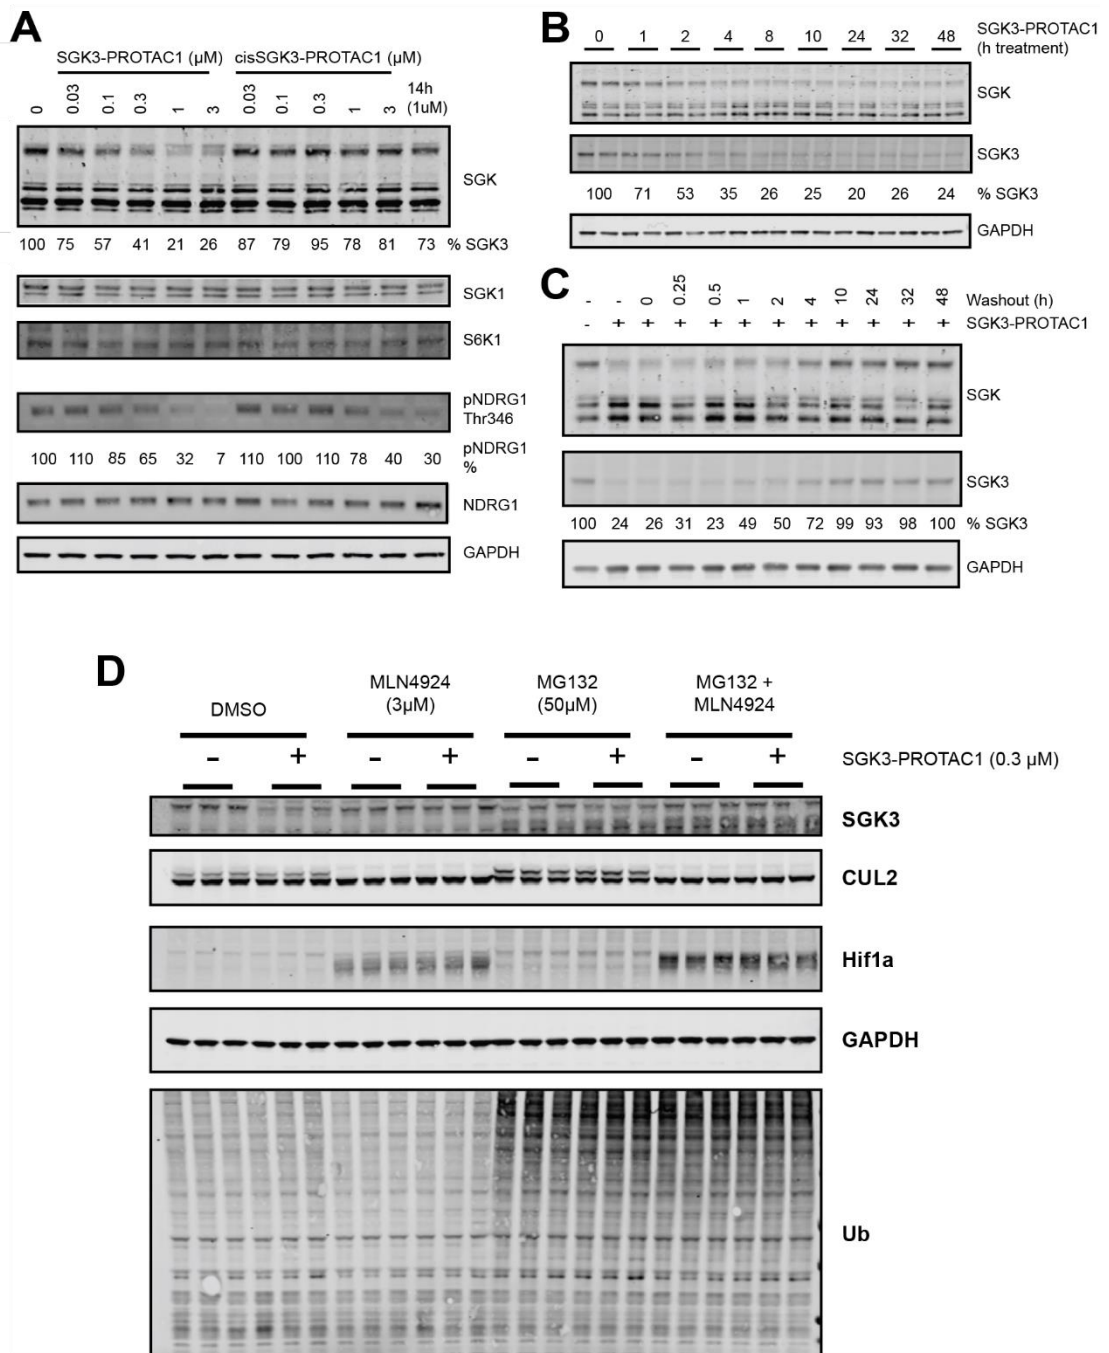 A
SGK3-PROTAC1 (µM) cisSGK3-PROTAC1 (µM)
0 0.03 0.1 0.3 1 3 0.03 0.1 0.3 1 3 14h (1uM)
SGK
100 75 57 41 21 26 87 79 95 78 81 73 % SGK3
SGK1
S6K1
pNDRG1
Thr346
100 110 85 65 32 7 110 100 110 78 40 30 pNDRG1 %
NDRG1
GAPDH
B
0 1 2 4 8 10 24 32 48 SGK3-PROTAC1
(h treatment)
SGK
SGK3
100 71 53 35 26 25 20 26 24 % SGK3
GAPDH
C
- - 0 0.25 0.5 1 2 4 10 24 32 48 Washout (h)
- + + + + + + + + + + + SGK3-PROTAC1
SGK
SGK3
100 24 26 31 23 49 50 72 99 93 98 100 % SGK3
GAPDH
D
DMSO MLN4924 (3µM) MG132 (50µM) MG132 + MLN4924
- + - + - + - + SGK3-PROTAC1 (0.3 µM)
SGK3
CUL2
Hif1a
GAPDH
Ub